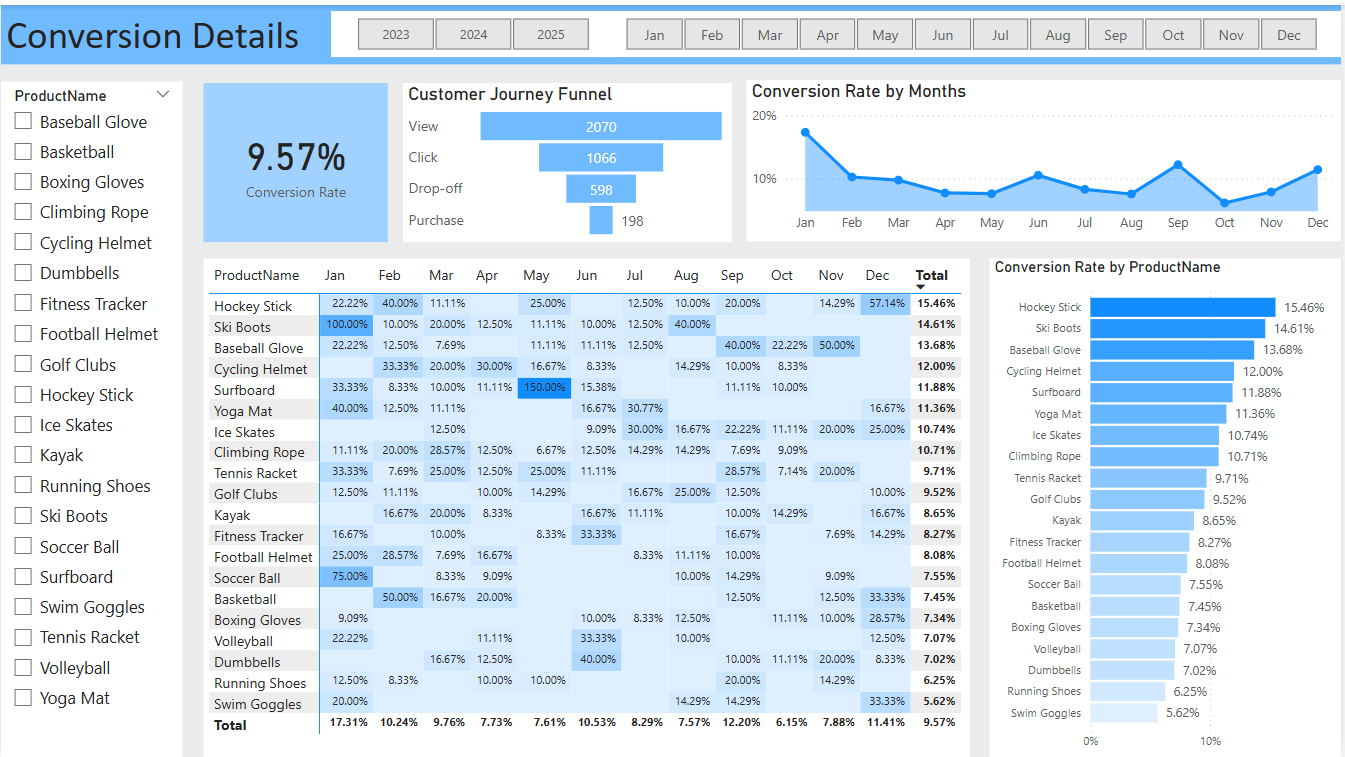 Conversion Details
2023 2024 2025 Jan Feb Mar Apr May Jun Jul Aug Sep Oct Nov Dec
ProductName
Baseball Glove
Basketball
Boxing Gloves
Climbing Rope
Cycling Helmet
Dumbbells
Fitness Tracker
Football Helmet
Golf Clubs
Hockey Stick
Ice Skates
Kayak
Running Shoes
Ski Boots
Soccer Ball
Surfboard
Swim Goggles
Tennis Racket
Volleyball
Yoga Mat
9.57%
Conversion Rate
Customer Journey Funnel
View 2070
Click 1066
Drop-off 598
Purchase 198
Conversion Rate by Months
20%
10%
Jan Feb Mar Apr May Jun Jul Aug Sep Oct Nov Dec
ProductName Jan Feb Mar Apr May Jun Jul Aug Sep Oct Nov Dec Total
Hockey Stick 22.22% 40.00% 11.11% 25.00% 12.50% 10.00% 20.00% 14.29% 57.14% 15.46%
Ski Boots 100.00% 10.00% 20.00% 12.50% 11.11% 10.00% 12.50% 40.00% 14.61%
Baseball Glove 22.22% 12.50% 7.69% 11.11% 11.11% 12.50% 40.00% 22.22% 50.00% 13.68%
Cycling Helmet 33.33% 20.00% 30.00% 16.67% 8.33% 14.29% 10.00% 8.33% 12.00%
Surfboard 33.33% 8.33% 10.00% 11.11% 150.00% 15.38% 11.11% 10.00% 11.88%
Yoga Mat 40.00% 12.50% 11.11% 16.67% 30.77% 16.67% 11.36%
Ice Skates 12.50% 9.09% 30.00% 16.67% 22.22% 11.11% 20.00% 25.00% 10.74%
Climbing Rope 11.11% 20.00% 28.57% 12.50% 6.67% 12.50% 14.29% 14.29% 7.69% 9.09% 10.71%
Tennis Racket 33.33% 7.69% 25.00% 12.50% 25.00% 11.11% 28.57% 7.14% 20.00% 9.71%
Golf Clubs 12.50% 11.11% 10.00% 14.29% 16.67% 25.00% 12.50% 10.00% 9.52%
Kayak 16.67% 20.00% 8.33% 16.67% 11.11% 10.00% 14.29% 16.67% 8.65%
Fitness Tracker 16.67% 10.00% 8.33% 33.33% 16.67% 7.69% 14.29% 8.27%
Football Helmet 25.00% 28.57% 7.69% 16.67% 8.33% 11.11% 10.00% 8.08%
Soccer Ball 75.00% 8.33% 9.09% 10.00% 14.29% 9.09% 7.55%
Basketball 50.00% 16.67% 20.00% 12.50% 12.50% 33.33% 7.45%
Boxing Gloves 9.09% 10.00% 8.33% 12.50% 11.11% 10.00% 28.57% 7.34%
Volleyball 22.22% 11.11% 33.33% 10.00% 12.50% 7.07%
Dumbbells 16.67% 12.50% 40.00% 10.00% 11.11% 20.00% 8.33% 7.02%
Running Shoes 12.50% 8.33% 10.00% 10.00% 20.00% 14.29% 6.25%
Swim Goggles 20.00% 14.29% 14.29% 33.33% 5.62%
Total 17.31% 10.24% 9.76% 7.73% 7.61% 10.53% 8.29% 7.57% 12.20% 6.15% 7.88% 11.41% 9.57%
Conversion Rate by ProductName
Hockey Stick 15.46%
Ski Boots 14.61%
Baseball Glove 13.68%
Cycling Helmet 12.00%
Surfboard 11.88%
Yoga Mat 11.36%
Ice Skates 10.74%
Climbing Rope 10.71%
Tennis Racket 9.71%
Golf Clubs 9.52%
Kayak 8.65%
Fitness Tracker 8.27%
Football Helmet 8.08%
Soccer Ball 7.55%
Basketball 7.45%
Boxing Gloves 7.34%
Volleyball 7.07%
Dumbbells 7.02%
Running Shoes 6.25%
Swim Goggles 5.62%
0% 10%